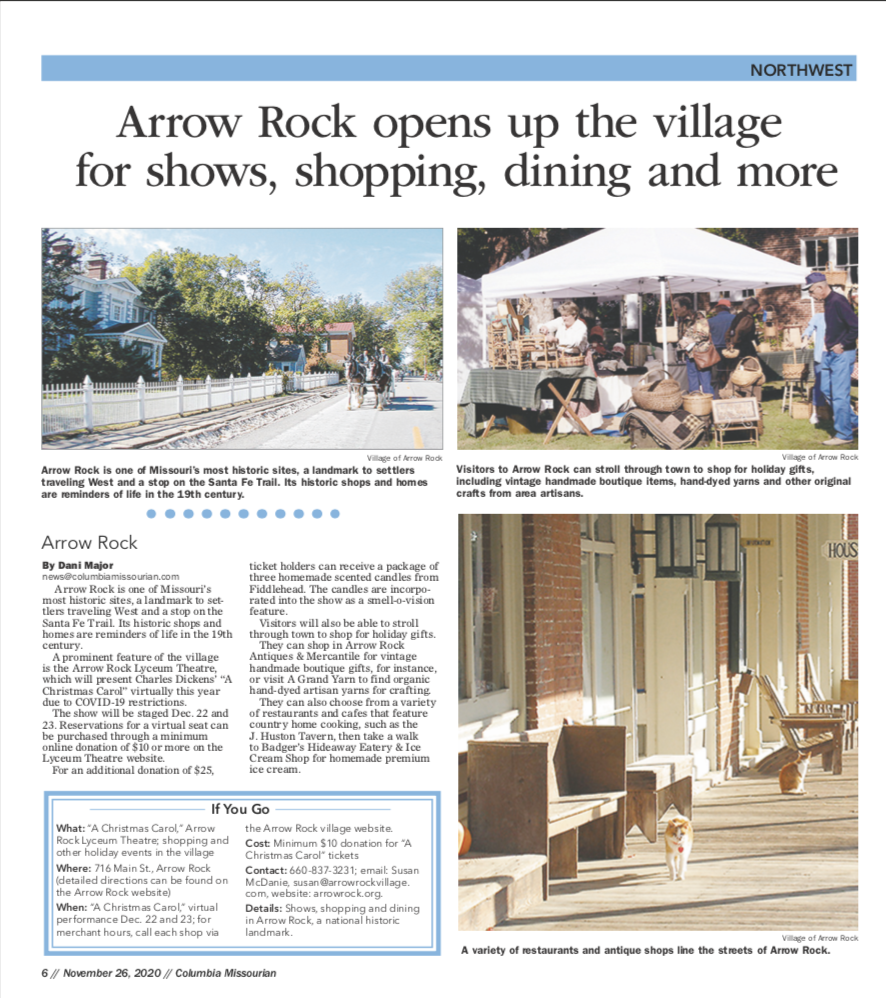 NORTHWEST
Arrow Rock opens up the village
for shows, shopping, dining and more
Village of Arrow Rock
Arrow Rock is one of Missouri's most historic sites, a landmark to settlers
traveling West and a stop on the Santa Fe Trail. Its historic shops and homes
are reminders of life in the 19th century.
Village of Arrow Rock
Visitors to Arrow Rock can stroll through town to shop for holiday gifts,
including vintage handmade boutique items, hand-dyed yarns and other original
crafts from area artisans.
Arrow Rock
By Dani Major
news@columbiamissourian.com
Arrow Rock is one of Missouri's
most historic sites, a landmark to set-
tlers traveling West and a stop on the
Santa Fe Trail. Its historic shops and
homes are reminders of life in the 19th
century.
A prominent feature of the village
is the Arrow Rock Lyceum Theatre,
which will present Charles Dickens' "A
Christmas Carol" virtually this year
due to COVID-19 restrictions.
The show will be staged Dec. 22 and
23. Reservations for a virtual seat can
be purchased through a minimum
online donation of $10 or more on the
Lyceum Theatre website.
For an additional donation of $25,
ticket holders can receive a package of
three homemade scented candles from
Fiddlehead. The candles are incorpo-
rated into the show as a smell-o-vision
feature.
Visitors will also be able to stroll
through town to shop for holiday gifts.
They can shop in Arrow Rock
Antiques & Mercantile for vintage
handmade boutique gifts, for instance,
or visit A Grand Yarn to find organic
hand-dyed artisan yarns for crafting.
They can also choose from a variety
of restaurants and cafes that feature
country home cooking, such as the
J. Huston Tavern, then take a walk
to Badger's Hideaway Eatery & Ice
Cream Shop for homemade premium
ice cream.
INFORMATION
HOUS
Village of Arrow Rock
A variety of restaurants and antique shops line the streets of Arrow Rock.
If You Go
What: "A Christmas Carol," Arrow
Rock Lyceum Theatre; shopping and
other holiday events in the village
Where: 716 Main St., Arrow Rock
(detailed directions can be found on
the Arrow Rock website)
When: "A Christmas Carol," virtual
performance Dec. 22 and 23; for
merchant hours, call each shop via
the Arrow Rock village website.
Cost: Minimum $10 donation for "A
Christmas Carol" tickets
Contact: 660-837-3231; email: Susan
McDanie, susan@arrowrockvillage.
com, website: arrowrock.org.
Details: Shows, shopping and dining
in Arrow Rock, a national historic
landmark.
6 // November 26, 2020 // Columbia Missourian